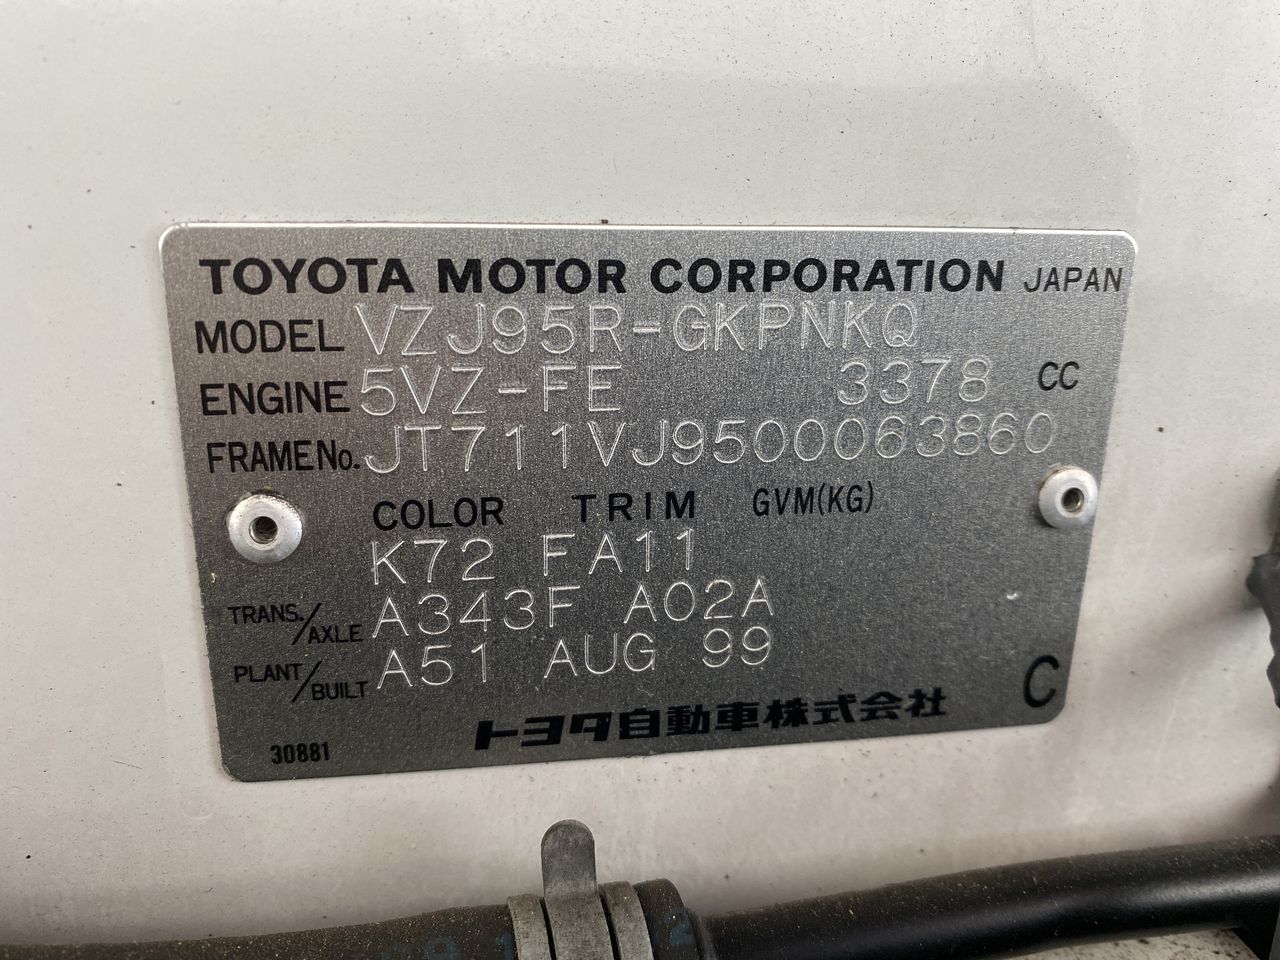 TOYOTA MOTOR CORPORATION JAPAN
MODEL VZJ95R-GKPNKQ
ENGINE 5VZ-FE 3378 CC
FRAME No. JT711VJ9500063860
COLOR TRIM GVM(KG)
K72 FA11
TRANS./AXLE A343F A02A
PLANT/BUILT A51 AUG 99
C
トヨタ自動車株式会社
30881